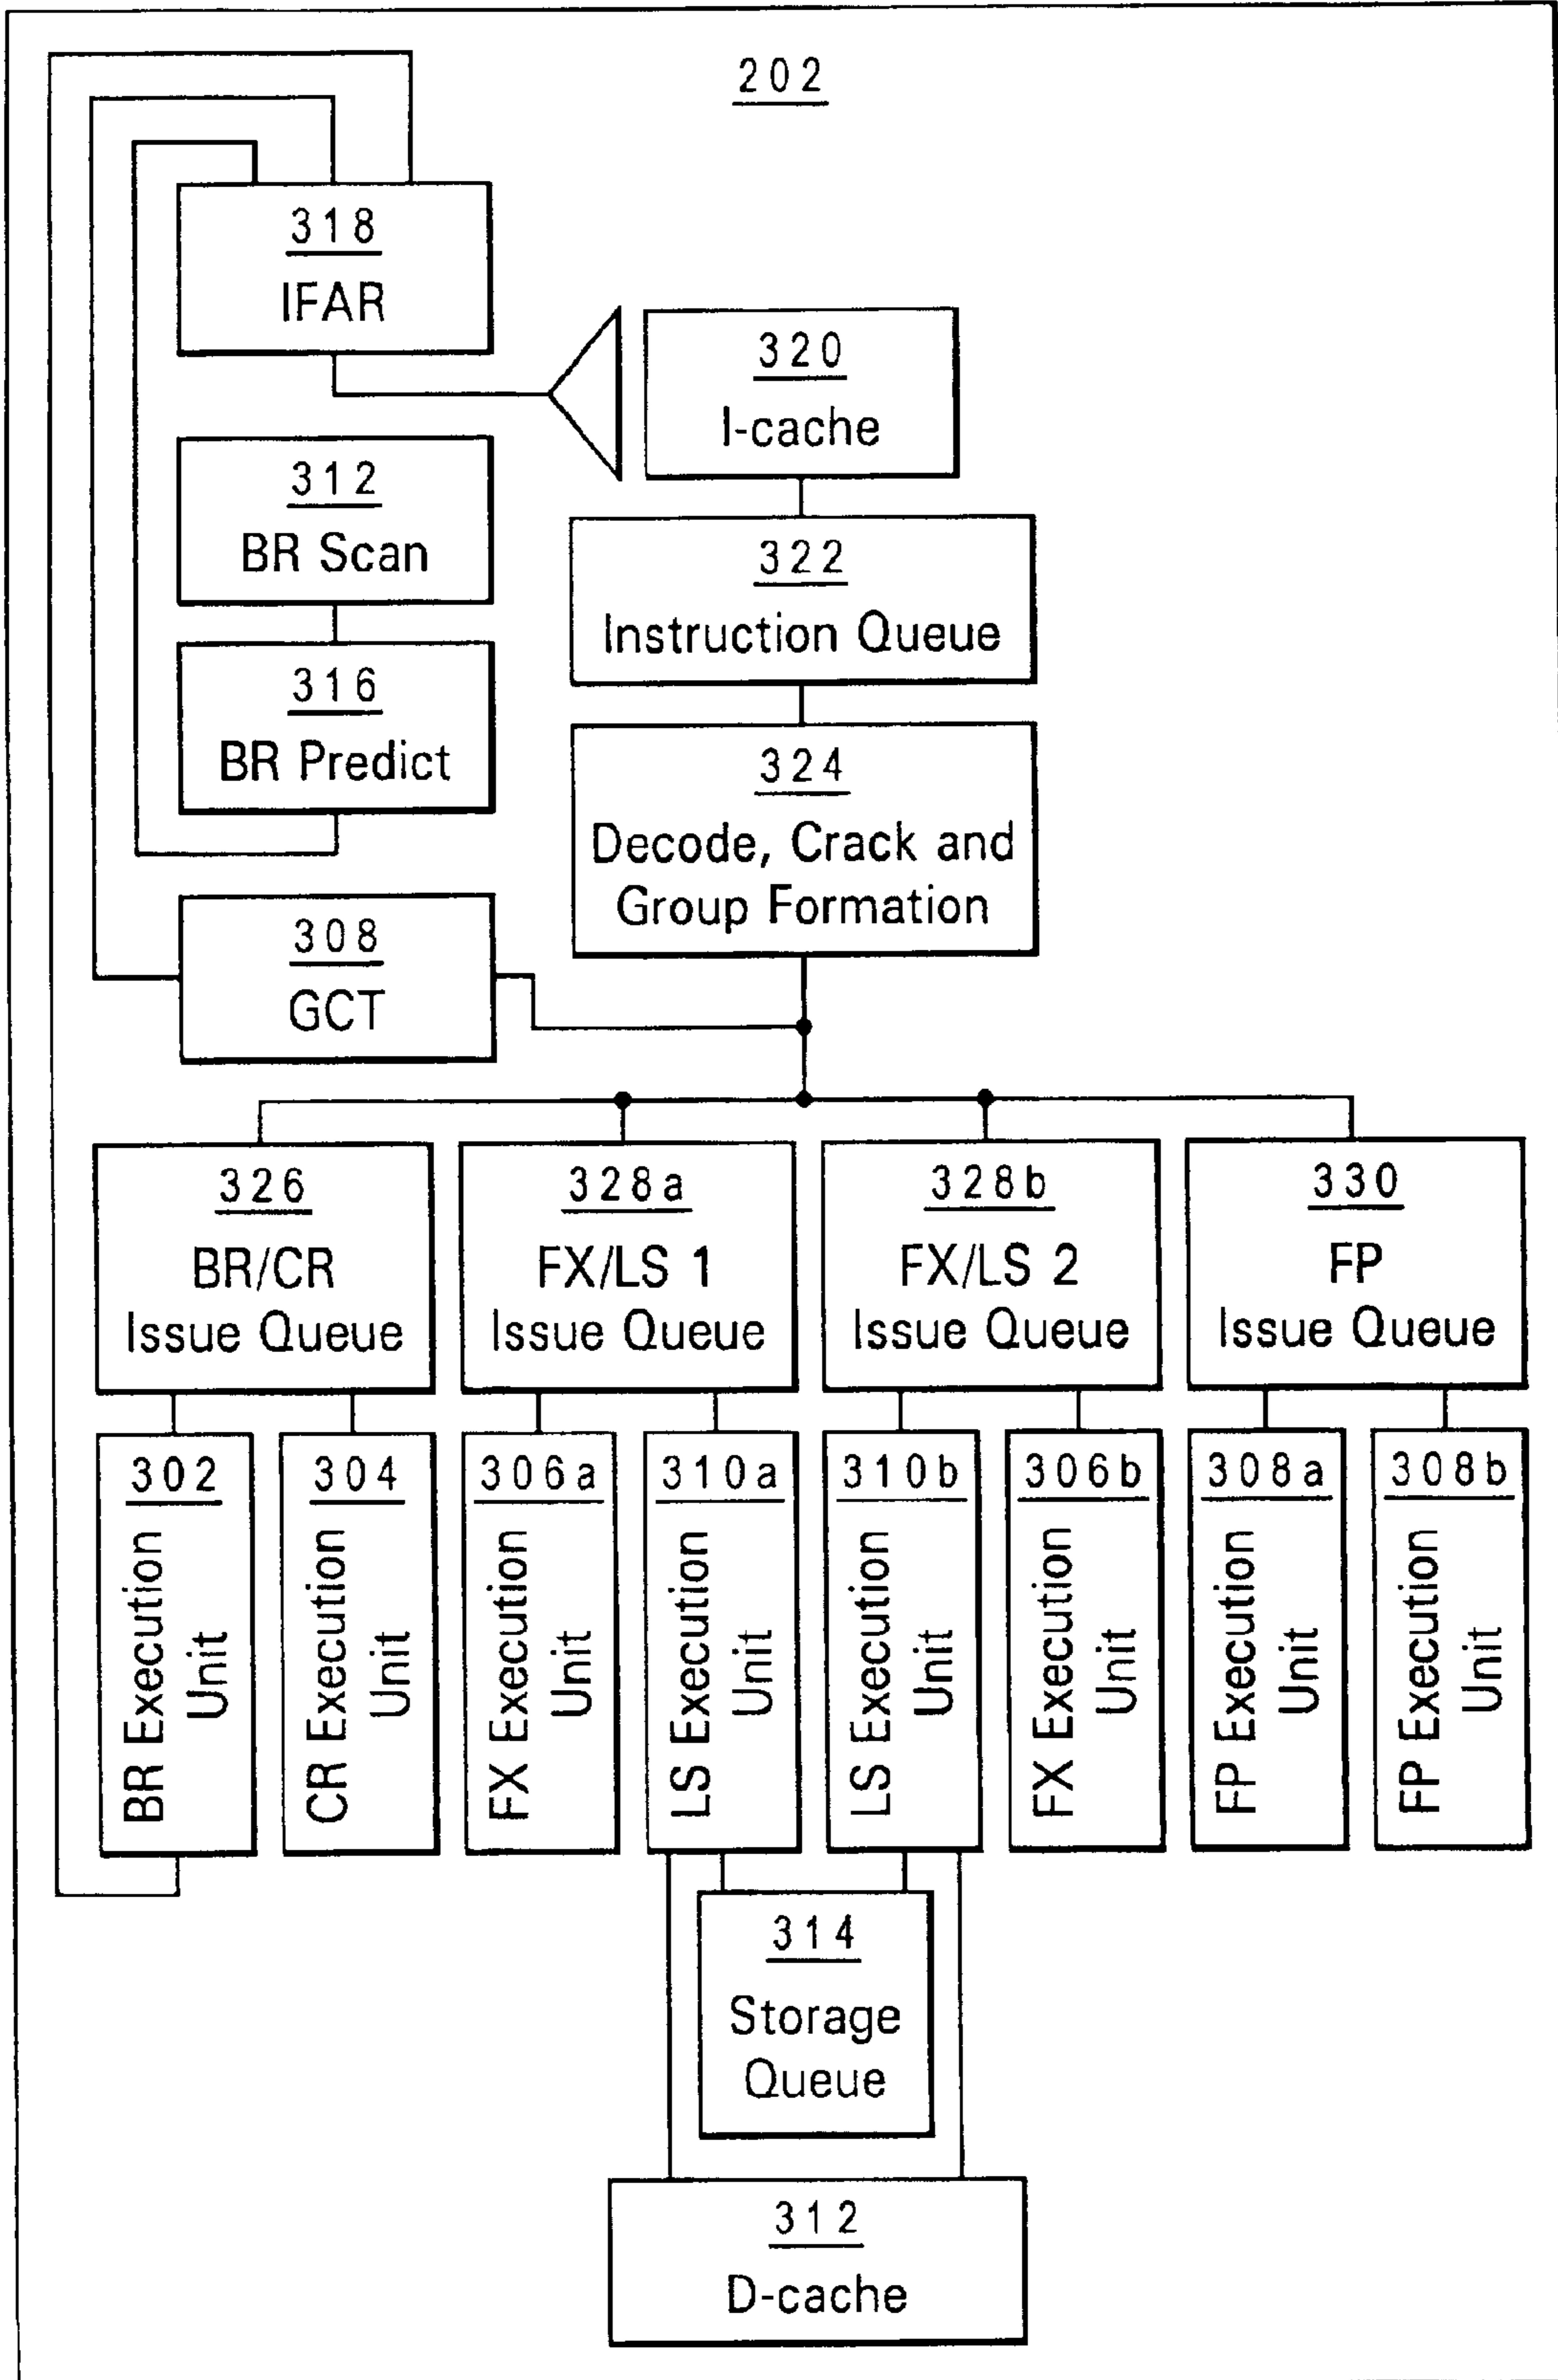 202
318
IFAR
320
I-cache
312
BR Scan
322
Instruction Queue
316
BR Predict
324
Decode, Crack and
Group Formation
308
GCT
326
BR/CR
Issue Queue
328a
FX/LS 1
Issue Queue
328b
FX/LS 2
Issue Queue
330
FP
Issue Queue
302
BR Execution
Unit
304
CR Execution
Unit
306a
FX Execution
Unit
310a
LS Execution
Unit
310b
LS Execution
Unit
306b
FX Execution
Unit
308a
FP Execution
Unit
308b
FP Execution
Unit
314
Storage
Queue
312
D-cache